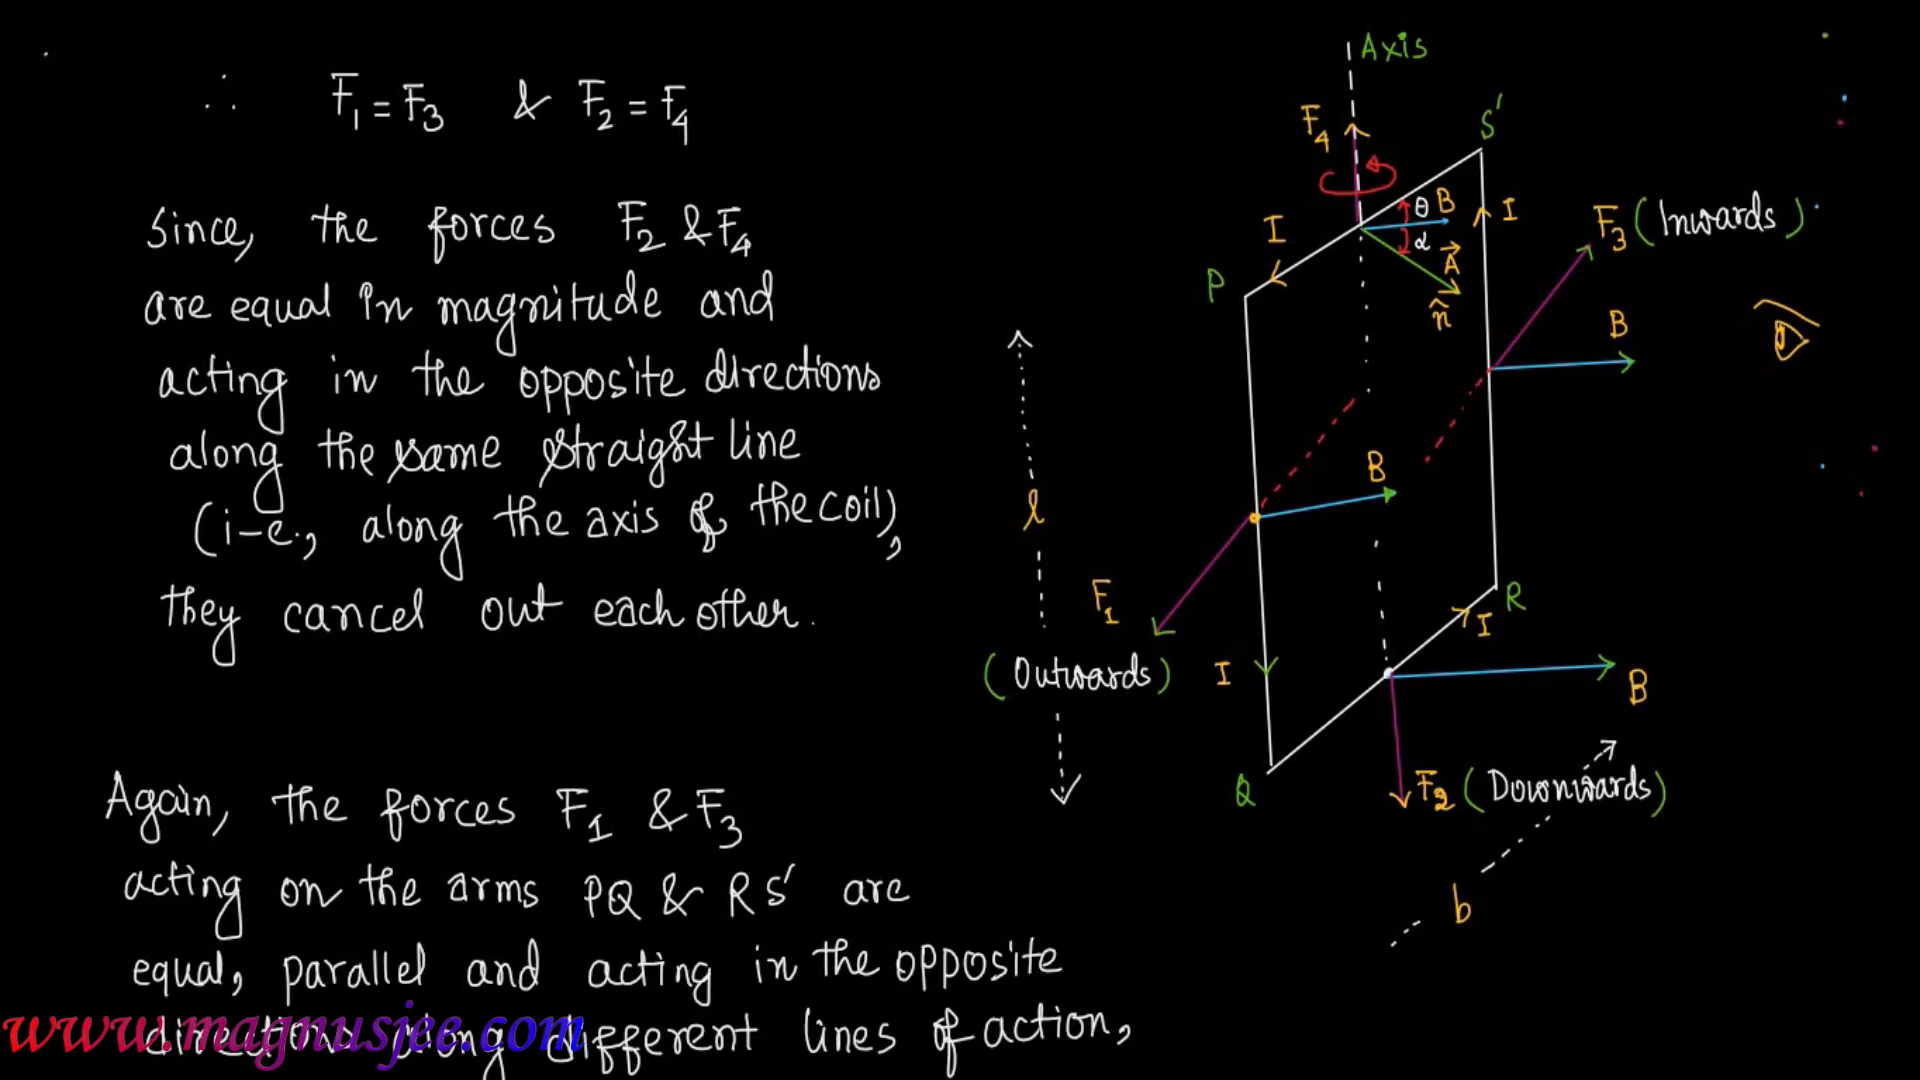 ∴ F1 = F3 & F2 = F4
Since, the forces F2 & F4
are equal in magnitude and
acting in the opposite directions
along the same straight line
(i.e., along the axis of the coil),
they cancel out each other.
Again, the forces F1 & F3
acting on the arms PQ & RS' are
equal, parallel and acting in the opposite
directions along different lines of action,
www.magnusjee.com
Axis
F4
S'
θ B
I
I
F3 (Inwards)
α
A
P
n̂
B
B
l
F1
R
I
(Outwards)
I
B
Q
F2 (Downwards)
b